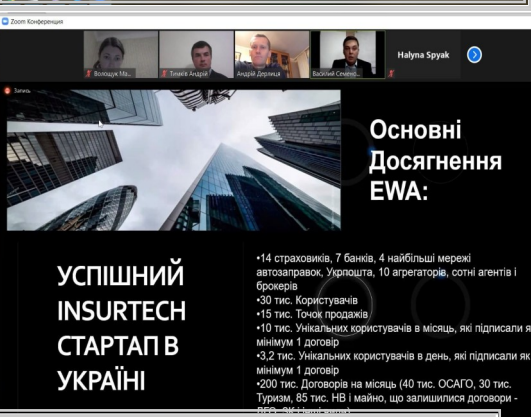 Zoom Конференция
Волощук Ма...
Тимків Андрій
Андрій Дерлиця
Василий Семено...
Halyna Spyak
Запись
Основні
Досягнення
EWA:
УСПІШНИЙ
INSURTECH
СТАРТАП В
УКРАЇНІ
•14 страховиків, 7 банків, 4 найбільші мережі
автозаправок, Укрпошта, 10 агрегаторів, сотні агентів і
брокерів
•30 тис. Користувачів
•15 тис. Точок продажів
•10 тис. Унікальних користувачів в місяць, які підписали як
мінімум 1 договір
•3,2 тис. Унікальних користувачів в день, які підписали як
мінімум 1 договір
•200 тис. Договорів на місяць (40 тис. ОСАГО, 30 тис.
Туризм, 85 тис. НВ і майно, що залишилися договори -